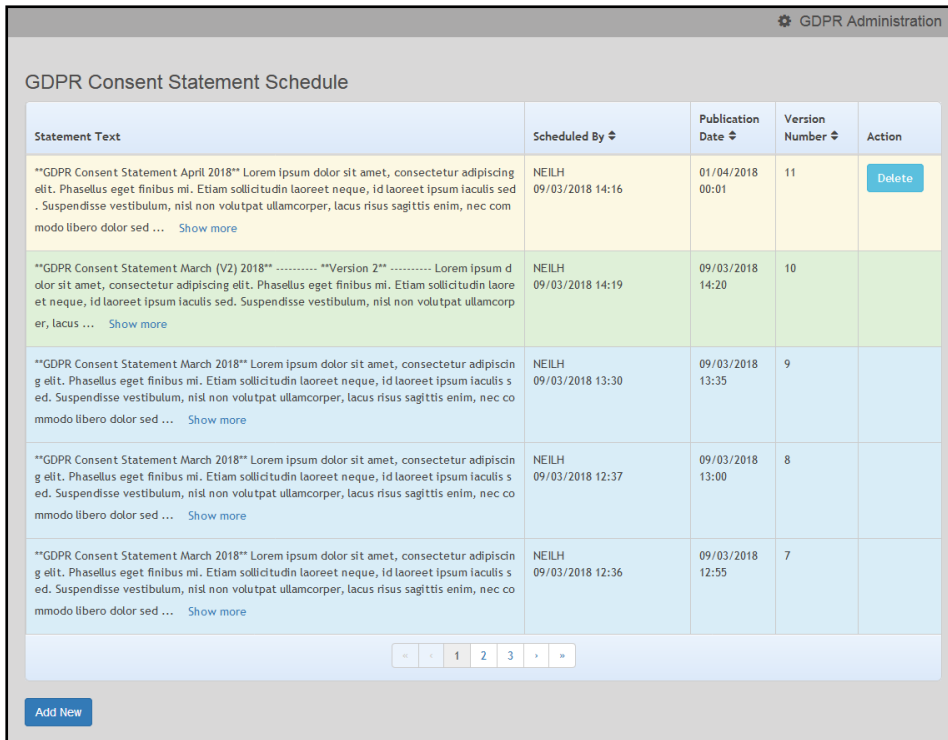 GDPR Administration
GDPR Consent Statement Schedule
Statement Text
Scheduled By
Publication
Date
Version
Number
Action
**GDPR Consent Statement April 2018** Lorem ipsum dolor sit amet, consectetur adipiscing
elit. Phasellus eget finibus mi. Etiam sollicitudin laoreet neque, id laoreet ipsum iaculis sed
. Suspendisse vestibulum, nisl non volutpat ullamcorper, lacus risus sagittis enim, nec com
modo libero dolor sed ... Show more
NEILH
09/03/2018 14:16
01/04/2018
00:01
11
Delete
**GDPR Consent Statement March (V2) 2018** ---------- **Version 2** ---------- Lorem ipsum d
olor sit amet, consectetur adipiscing elit. Phasellus eget finibus mi. Etiam sollicitudin laore
et neque, id laoreet ipsum iaculis sed. Suspendisse vestibulum, nisl non volutpat ullamcorp
er, lacus ... Show more
NEILH
09/03/2018 14:19
09/03/2018
14:20
10
**GDPR Consent Statement March 2018** Lorem ipsum dolor sit amet, consectetur adipiscin
g elit. Phasellus eget finibus mi. Etiam sollicitudin laoreet neque, id laoreet ipsum iaculis s
ed. Suspendisse vestibulum, nisl non volutpat ullamcorper, lacus risus sagittis enim, nec co
mmodo libero dolor sed ... Show more
NEILH
09/03/2018 13:30
09/03/2018
13:35
9
**GDPR Consent Statement March 2018** Lorem ipsum dolor sit amet, consectetur adipiscin
g elit. Phasellus eget finibus mi. Etiam sollicitudin laoreet neque, id laoreet ipsum iaculis s
ed. Suspendisse vestibulum, nisl non volutpat ullamcorper, lacus risus sagittis enim, nec co
mmodo libero dolor sed ... Show more
NEILH
09/03/2018 12:37
09/03/2018
13:00
8
**GDPR Consent Statement March 2018** Lorem ipsum dolor sit amet, consectetur adipiscin
g elit. Phasellus eget finibus mi. Etiam sollicitudin laoreet neque, id laoreet ipsum iaculis s
ed. Suspendisse vestibulum, nisl non volutpat ullamcorper, lacus risus sagittis enim, nec co
mmodo libero dolor sed ... Show more
NEILH
09/03/2018 12:36
09/03/2018
12:55
7
« ‹ 1 2 3 › »
Add New